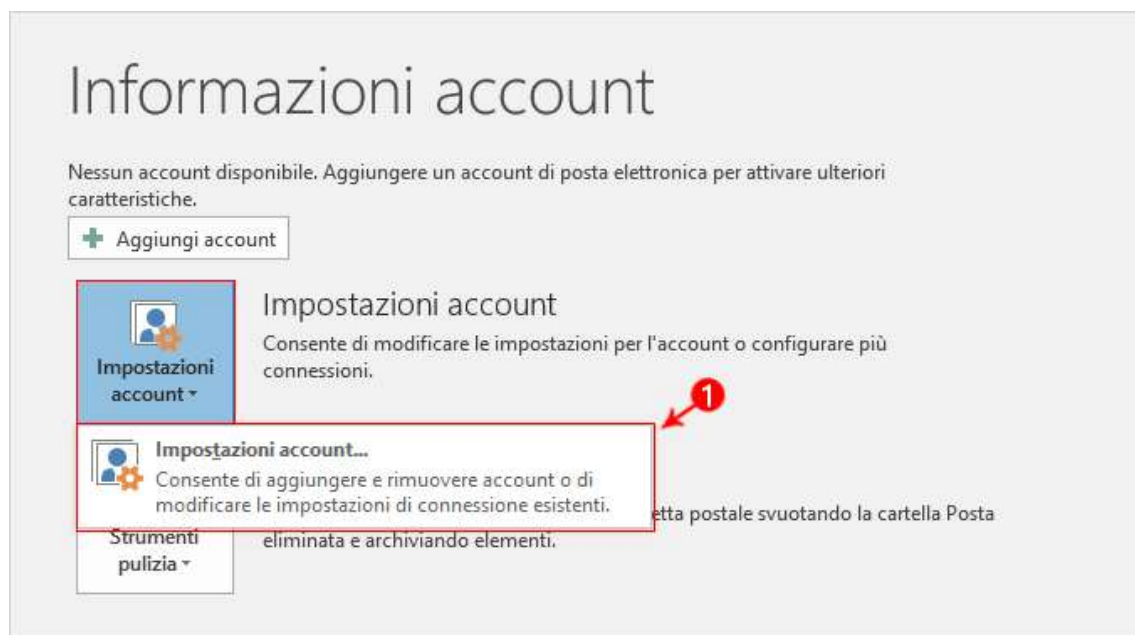 Informazioni account
Nessun account disponibile. Aggiungere un account di posta elettronica per attivare ulteriori
caratteristiche.
Aggiungi account
Impostazioni
account
Impostazioni account
Consente di modificare le impostazioni per l'account o configurare più
connessioni.
1
Impostazioni account...
Consente di aggiungere e rimuovere account o di
modificare le impostazioni di connessione esistenti.
etta postale svuotando la cartella Posta
eliminata e archiviando elementi.
Strumenti
pulizia